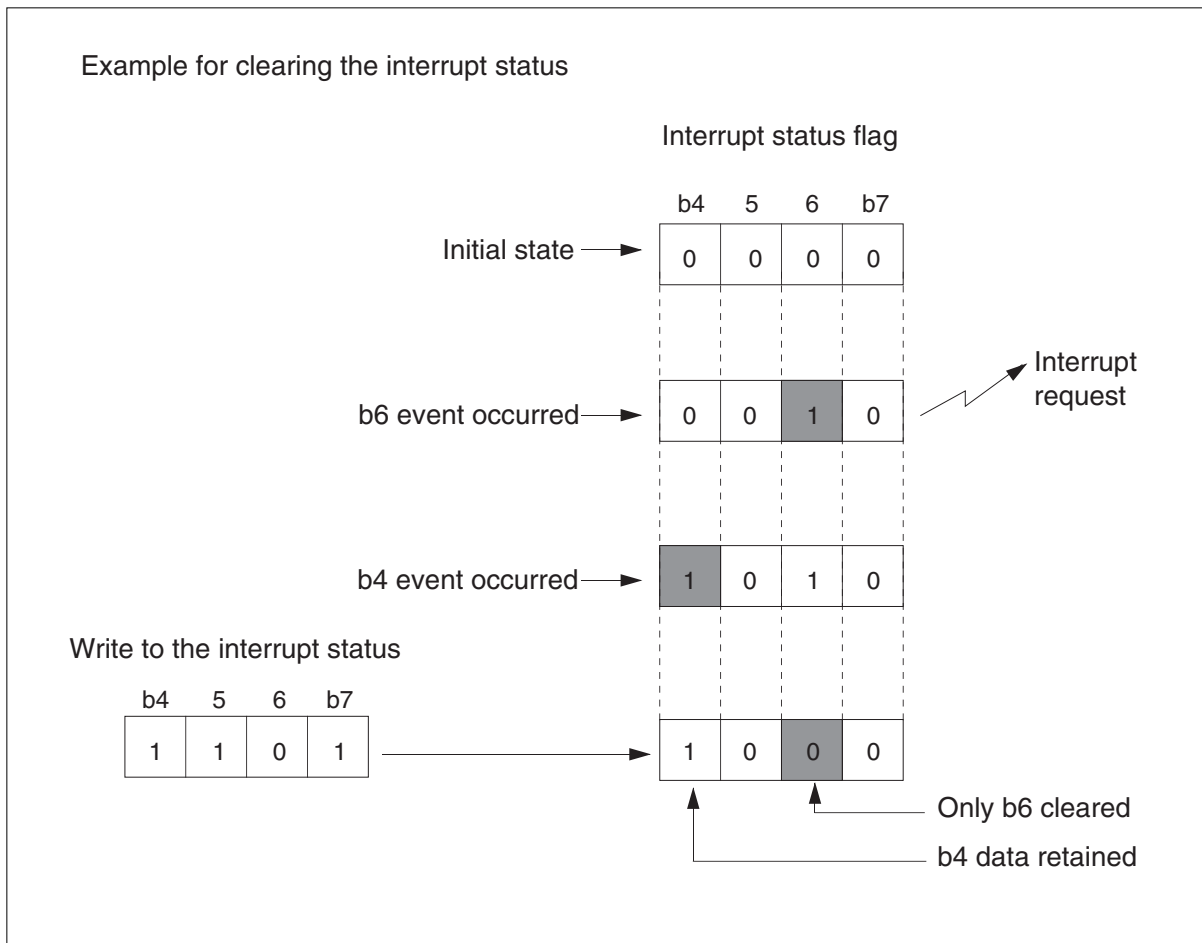 Example for clearing the interrupt status
Interrupt status flag
b4 5 6 b7
Initial state
0 0 0 0
Interrupt
request
b6 event occurred
0 0 1 0
b4 event occurred
1 0 1 0
Write to the interrupt status
b4 5 6 b7
1 1 0 1
1 0 0 0
Only b6 cleared
b4 data retained